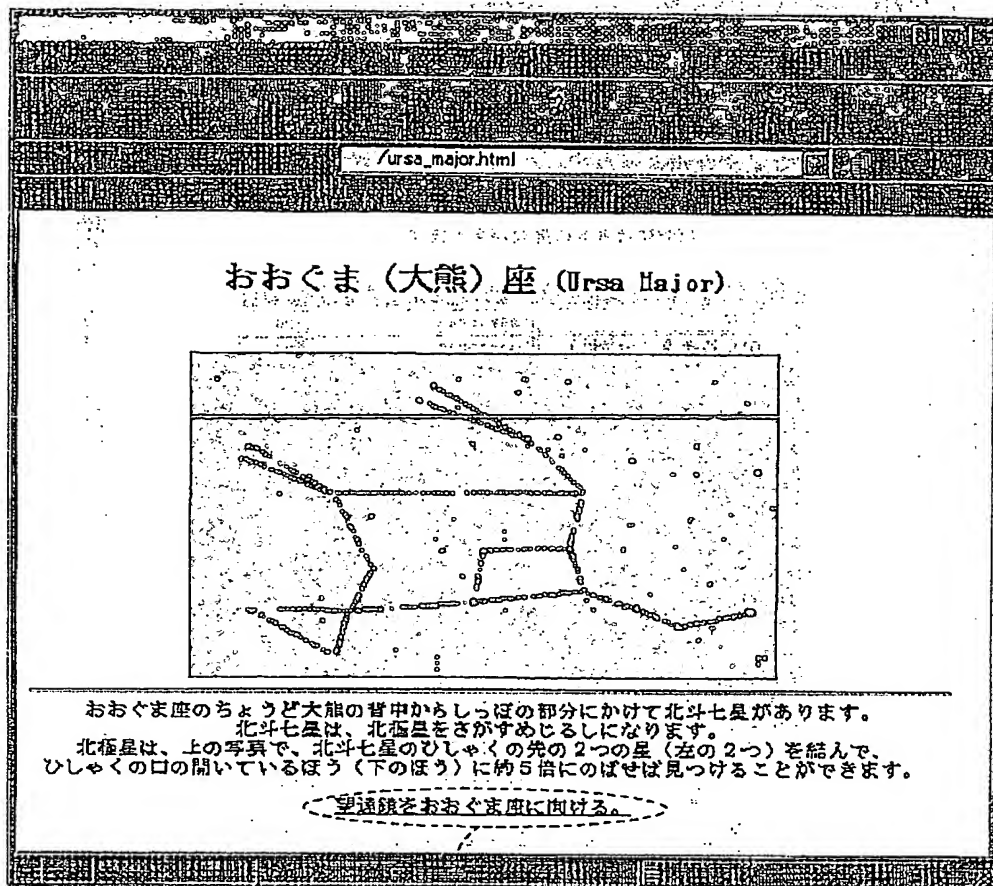 /ursa_major.html
おおぐま（大熊）座 (Ursa Major)
おおぐま座のちょうど大熊の背中からしっぽの部分にかけて北斗七星があります。
北斗七星は、北極星をさがすめじるしになります。
北極星は、上の写真で、北斗七星のひしゃくの先の２つの星（左の２つ）を結んで、
ひしゃくの口の開いているほう（下のほう）に約５倍にのばせば見つけることができます。
望遠鏡をおおぐま座に向ける。